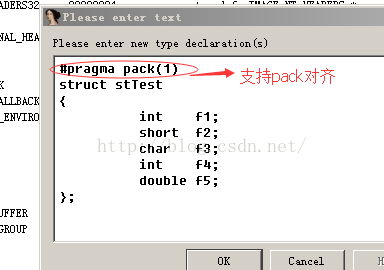 ADERS32
NAL_HEA
K
ALLBACK
_ENVIRO
UFFER
GROUP
Please enter text
Please enter new type declaration(s)
#pragma pack(1)
支持pack对齐
struct stTest
{
int f1;
short f2;
char f3;
int f4;
double f5;
};
http://blog.csdn.net/
OK
Cancel
H